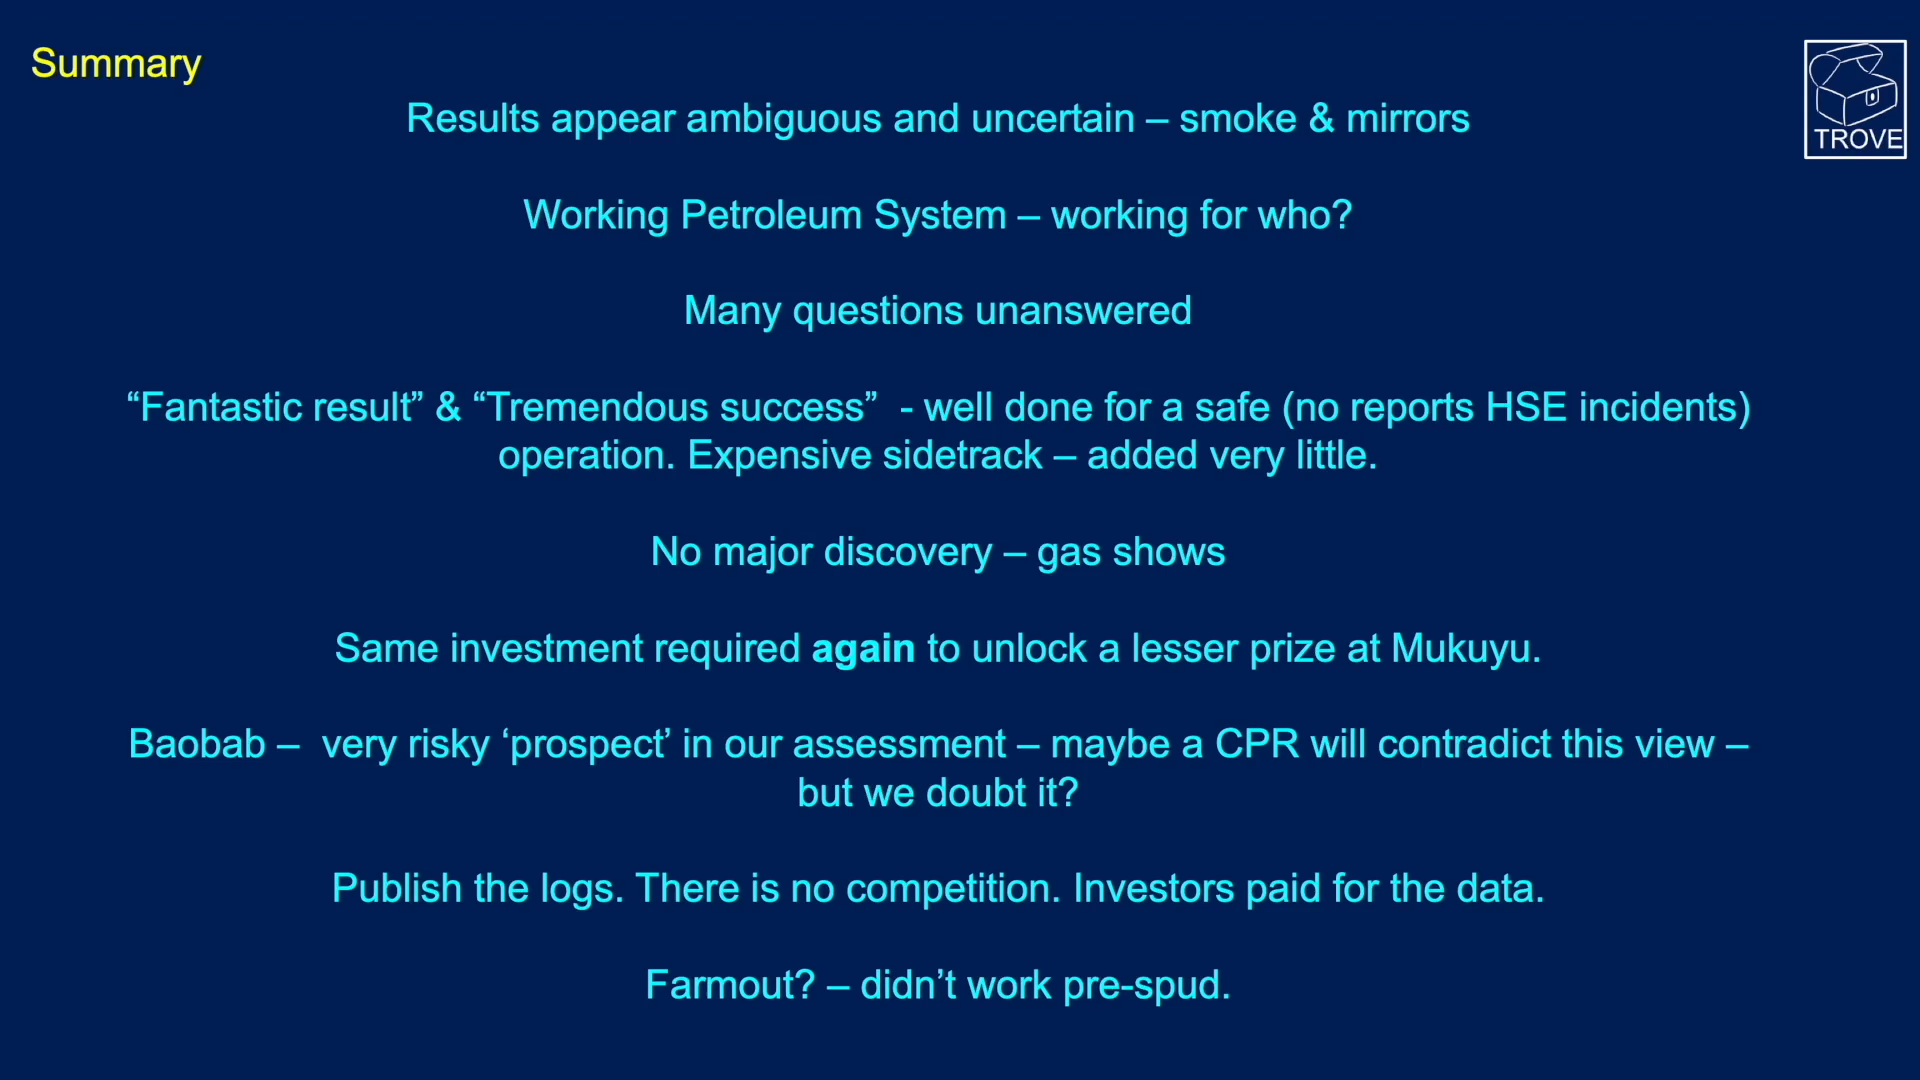 Summary
TROVE
Results appear ambiguous and uncertain – smoke & mirrors
Working Petroleum System – working for who?
Many questions unanswered
“Fantastic result” & “Tremendous success”  - well done for a safe (no reports HSE incidents)
operation. Expensive sidetrack – added very little.
No major discovery – gas shows
Same investment required again to unlock a lesser prize at Mukuyu.
Baobab –  very risky ‘prospect’ in our assessment – maybe a CPR will contradict this view –
but we doubt it?
Publish the logs. There is no competition. Investors paid for the data.
Farmout? – didn’t work pre-spud.